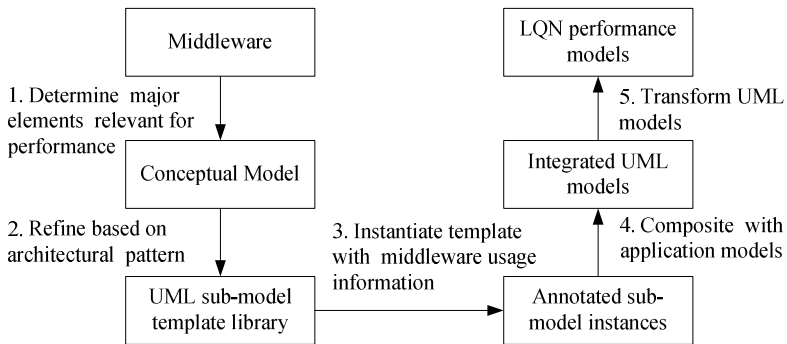 Middleware
1. Determine major
elements relevant for
performance
Conceptual Model
2. Refine based on
architectural pattern
UML sub-model
template library
3. Instantiate template
with middleware usage
information
Annotated sub-
model instances
4. Composite with
application models
Integrated UML
models
5. Transform UML
models
LQN performance
models